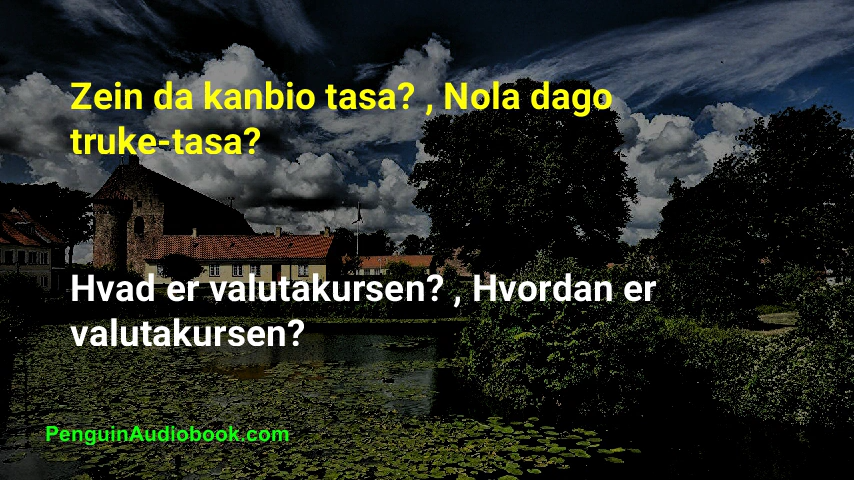 Zein da kanbio tasa? , Nola dago
truke-tasa?
Hvad er valutakursen? , Hvordan er
valutakursen?
PenguinAudiobook.com